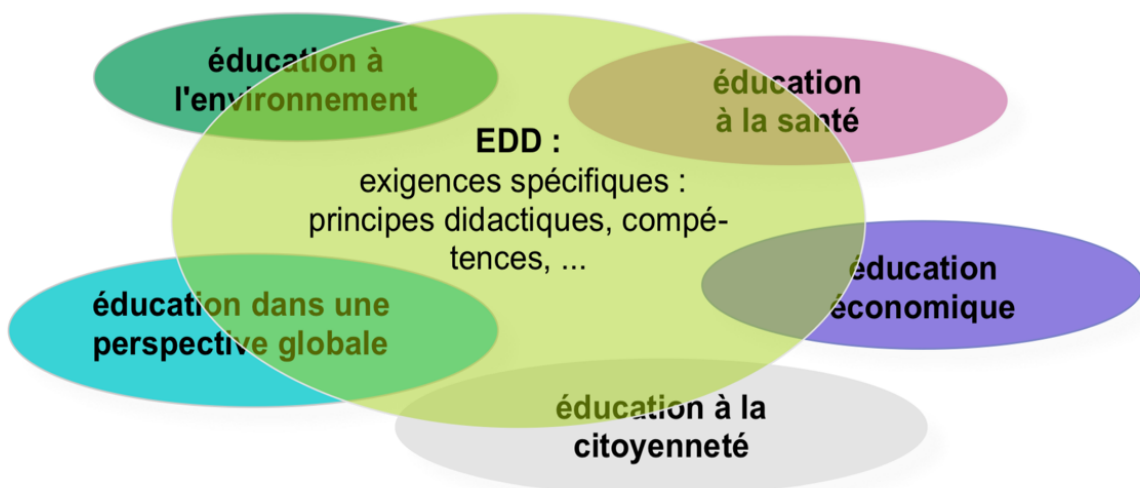 éducation à
l'environnement
éducation
à la santé
EDD :
exigences spécifiques :
principes didactiques, compé-
tences, ...
éducation
économique
éducation dans une
perspective globale
éducation à la
citoyenneté